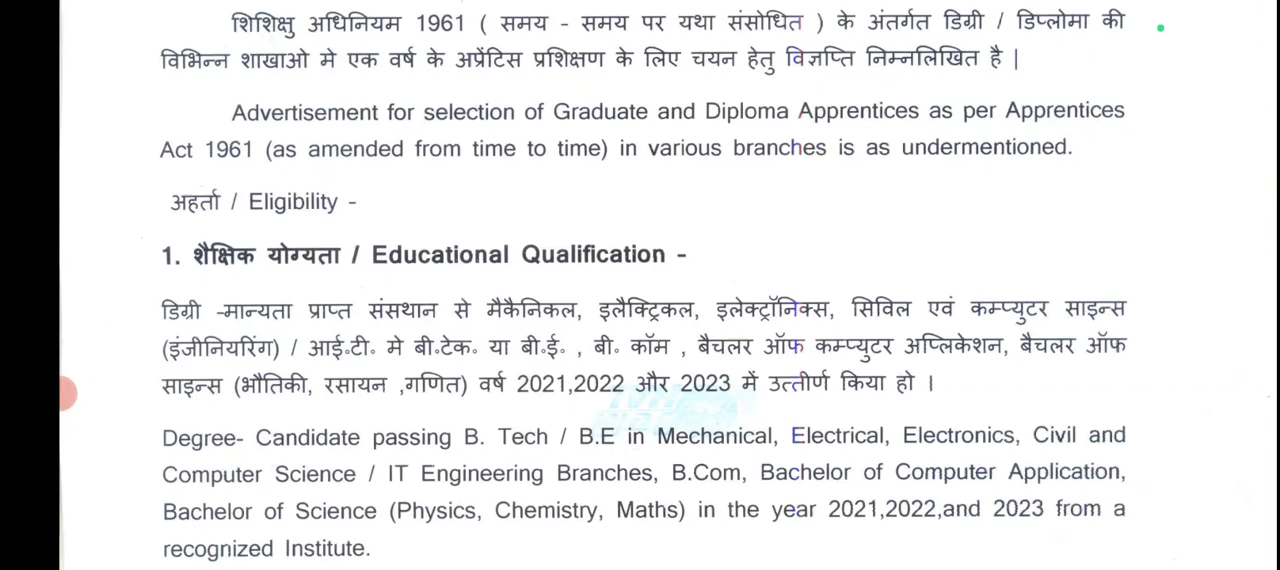 शिशिक्षु अधिनियम 1961 ( समय - समय पर यथा संसोधित ) के अंतर्गत डिग्री / डिप्लोमा की
विभिन्न शाखाओ मे एक वर्ष के अप्रेंटिस प्रशिक्षण के लिए चयन हेतु विज्ञप्ति निम्नलिखित है |
Advertisement for selection of Graduate and Diploma Apprentices as per Apprentices
Act 1961 (as amended from time to time) in various branches is as undermentioned.
अहर्ता / Eligibility -
1. शैक्षिक योग्यता / Educational Qualification -
डिग्री -मान्यता प्राप्त संसथान से मैकैनिकल, इलैक्ट्रिकल, इलेक्ट्रॉनिक्स, सिविल एवं कम्प्युटर साइन्स
(इंजीनियरिंग) / आई॰टी॰ मे बी॰टेक॰ या बी॰ई॰ , बी॰ कॉम , बैचलर ऑफ कम्प्युटर अप्लिकेशन, बैचलर ऑफ
साइन्स (भौतिकी, रसायन ,गणित) वर्ष 2021,2022 और 2023 में उत्तीर्ण किया हो ।
Degree- Candidate passing B. Tech / B.E in Mechanical, Electrical, Electronics, Civil and
Computer Science / IT Engineering Branches, B.Com, Bachelor of Computer Application,
Bachelor of Science (Physics, Chemistry, Maths) in the year 2021,2022,and 2023 from a
recognized Institute.